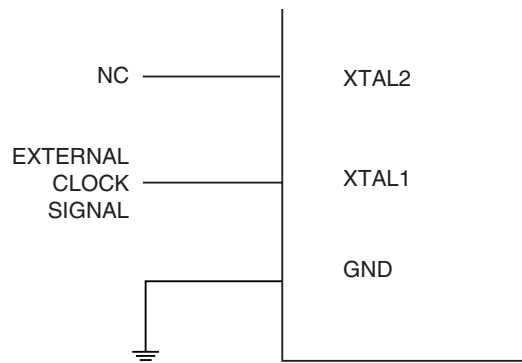 NC
XTAL2
EXTERNAL
CLOCK
SIGNAL
XTAL1
GND